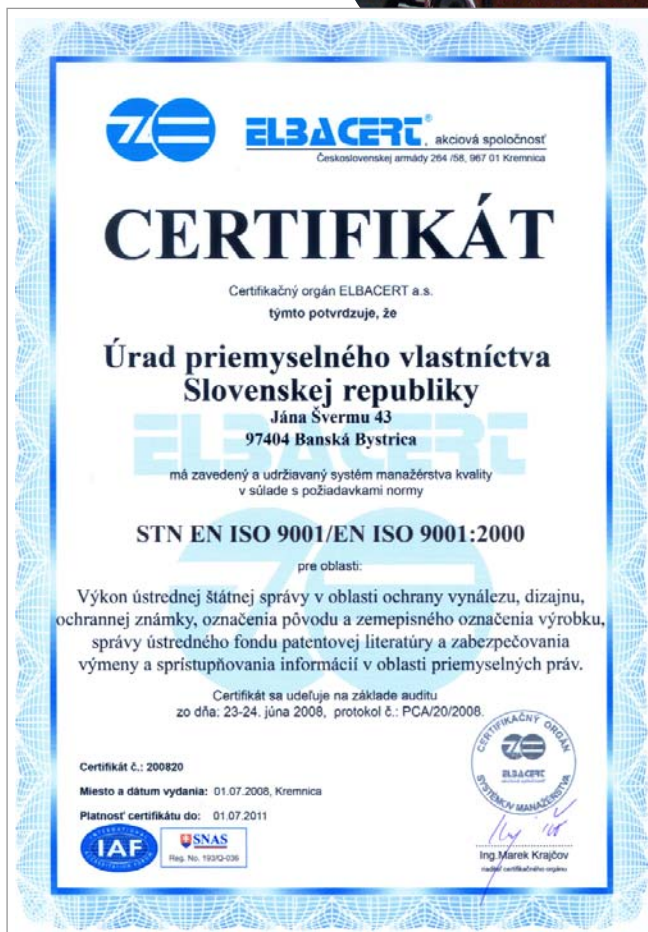 ELBACERT®, akciová spoločnosť
Československej armády 264 /58, 967 01 Kremnica
CERTIFIKÁT
Certifikačný orgán ELBACERT a.s.
týmto potvrdzuje, že
Úrad priemyselného vlastníctva
Slovenskej republiky
Jána Švermu 43
97404 Banská Bystrica
ELBACERT
má zavedený a udržiavaný systém manažérstva kvality
v súlade s požiadavkami normy
STN EN ISO 9001/EN ISO 9001:2000
pre oblasti:
Výkon ústrednej štátnej správy v oblasti ochrany vynálezu, dizajnu,
ochrannej známky, označenia pôvodu a zemepisného označenia výrobku,
správy ústredného fondu patentovej literatúry a zabezpečovania
výmeny a sprístupňovania informácií v oblasti priemyselných práv.
Certifikát sa udeľuje na základe auditu
zo dňa: 23-24. júna 2008, protokol č.: PCA/20/2008.
CERTIFIKAČNÝ ORGÁN
ELBACERT
SYSTÉMOV MANAŽÉRSTVA
Certifikát č.: 200820
Miesto a dátum vydania: 01.07.2008, Kremnica
Platnosť certifikátu do: 01.07.2011
IAF
SNAS
Reg. No. 193/Q-036
Ing.Marek Krajčov
riaditeľ certifikačného orgánu